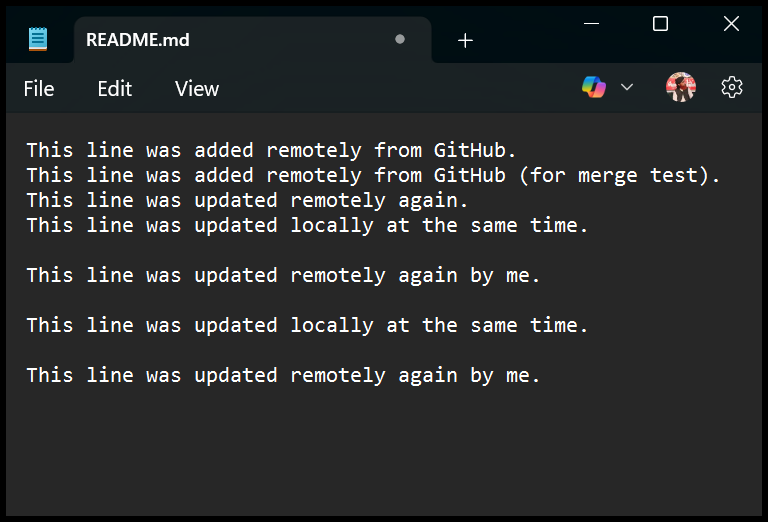 README.md
File Edit View
This line was added remotely from GitHub.
This line was added remotely from GitHub (for merge test).
This line was updated remotely again.
This line was updated locally at the same time.
This line was updated remotely again by me.
This line was updated locally at the same time.
This line was updated remotely again by me.